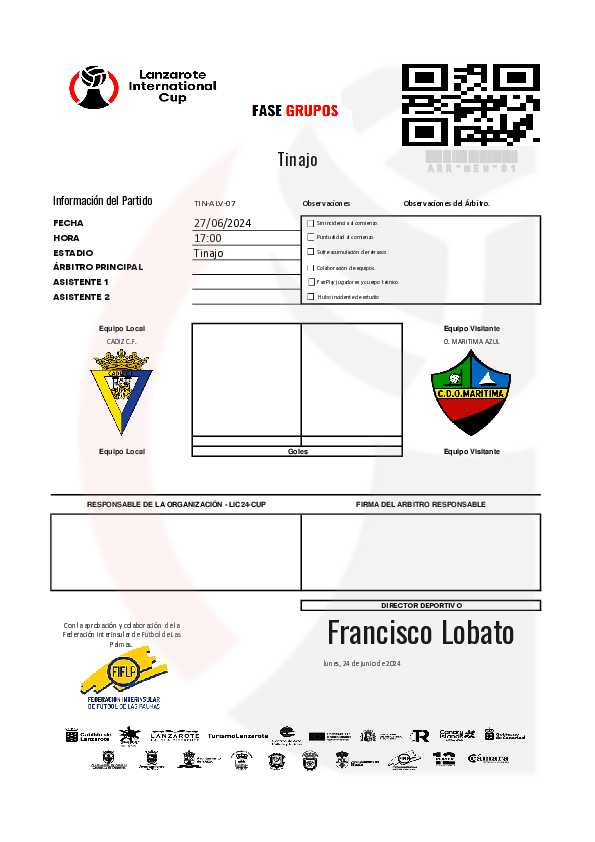 Lanzarote
International
Cup
FASE GRUPOS
Tinajo
ARR*BEN*01
Información del Partido
TIN-ALV-07
Observaciones
Observaciones del Árbitro.
FECHA
27/06/2024
HORA
17:00
ESTADIO
Tinajo
ÁRBITRO PRINCIPAL
ASISTENTE 1
ASISTENTE 2
Sin incidencia al comienzo.
Puntualidad al comienzo.
Sufre acumulación de retrasos
Colaboración de equipos.
FairPlay jugadores y cuerpo técnico.
Hubo incidente de estudio
Equipo Local
Equipo Visitante
CADIZ C.F.
O. MARITIMA AZUL
C.D.O.MARITIMA
Equipo Local
Goles
Equipo Visitante
RESPONSABLE DE LA ORGANIZACIÓN - LIC24-CUP
FIRMA DEL ARBITRO RESPONSABLE
DIRECTOR DEPORTIVO
Francisco Lobato
lunes, 24 de junio de 2024
Con la aprobación y colaboración de la
Federación interinsular de Futbol de Las
Palmas.
FIFLP
FEDERACIÓN INTERINSULAR
DE FÚTBOL DE LAS PALMAS
Cabildo de
Lanzarote
LANZAROTE
TurismoLanzarote
Cámara